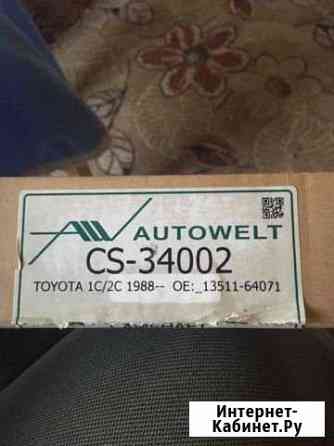 AUTOWELT
CS-34002
TOYOTA 1C/2C 1988-- OE:_13511-64071
Интернет-
Кабинет.Ру